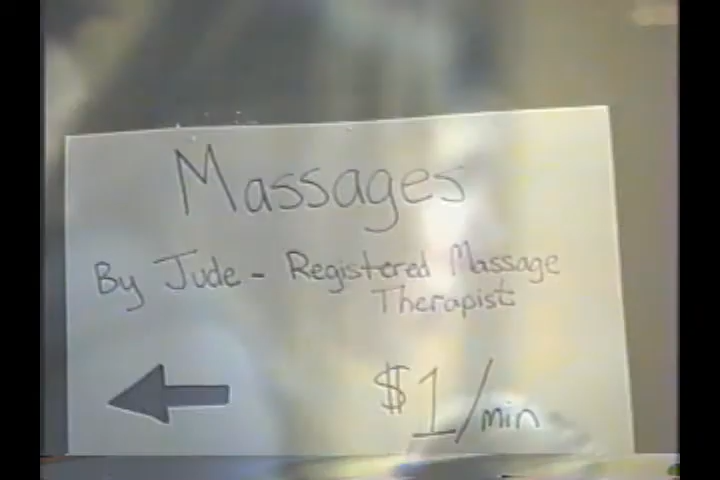 Massages
By Jude - Registered Massage
Therapist
$1/min